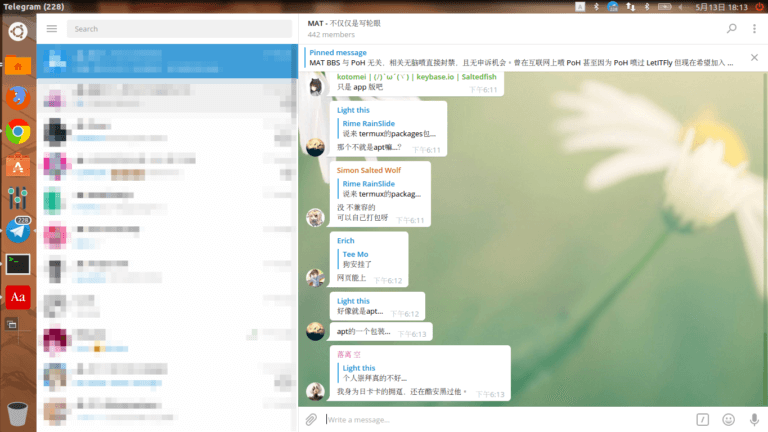 Telegram (228)
5月13日 18:13
Search
MAT - 不仅仅是写轮眼
442 members
Pinned message
MAT BBS 与 PoH 无关、相关无脑喷直接封禁、且无申诉机会。曾在互联网上喷 PoH 甚至因为 PoH 喷过 LetITFly 但现在希望加入 ...
kotomei | (ﾉ)`ω´(ヾ) | keybase.io | Saltedfish
只是 app 版吧
下午6:11
Light this
Rime RainSlide
说来 termux的packages包...
那个不就是apt嘛...？
下午6:11
Simon Salted Wolf
Rime RainSlide
说来 termux的packag...
没 不兼容的
可以自己打包呀
下午6:11
Erich
Tee Mo
狗安挂了
网页能上
下午6:12
Light this
好像就是apt...
下午6:12
apt的一个包装...
下午6:13
落离 空
Light this
个人崇拜真的不好...
我身为日卡卡的拥趸，还在酷安黑过他。
下午6:13
Write a message...
228
Aa